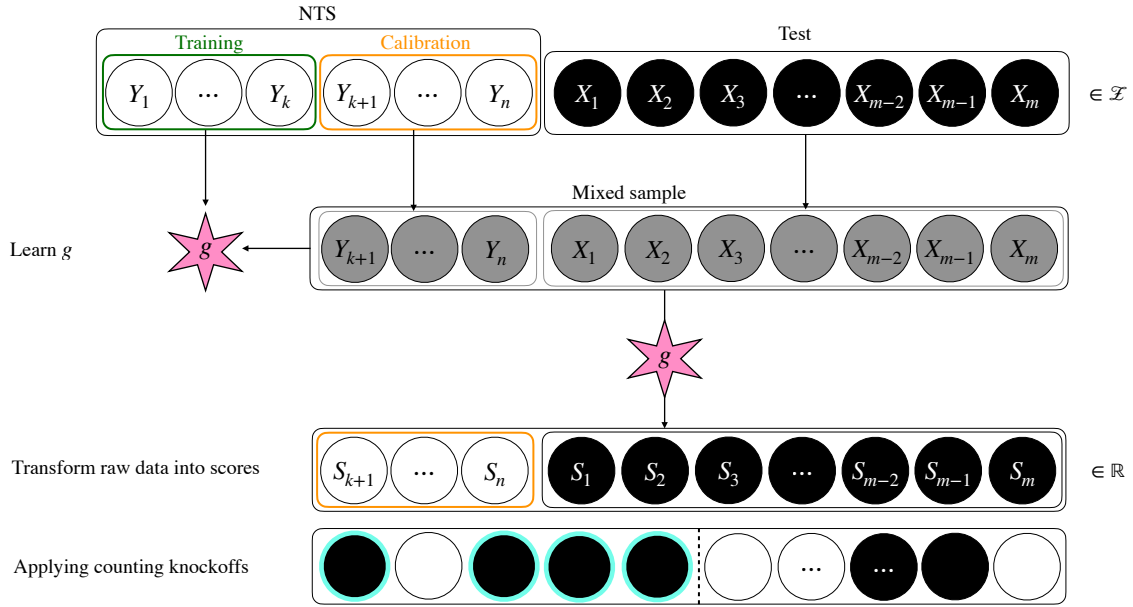 NTS
Test
Training Calibration
Y₁ ... Yₖ Yₖ₊₁ ... Yₙ X₁ X₂ X₃ ... Xₘ₋₂ Xₘ₋₁ Xₘ ∈ 𝒵
Mixed sample
Learn g g Yₖ₊₁ ... Yₙ X₁ X₂ X₃ ... Xₘ₋₂ Xₘ₋₁ Xₘ
g
Transform raw data into scores Sₖ₊₁ ... Sₙ S₁ S₂ S₃ ... Sₘ₋₂ Sₘ₋₁ Sₘ ∈ ℝ
Applying counting knockoffs ... ...